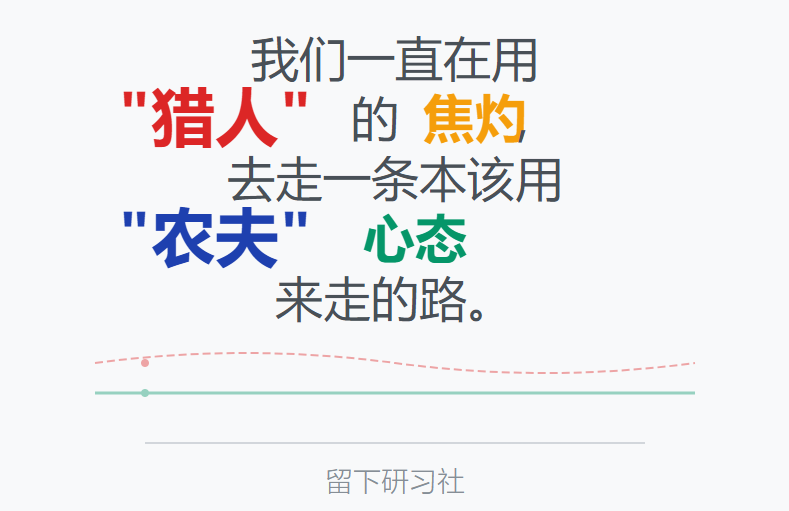 我们一直在用
"猎人" 的 焦灼,
去走一条本该用
"农夫" 心态
来走的路。
留下研习社